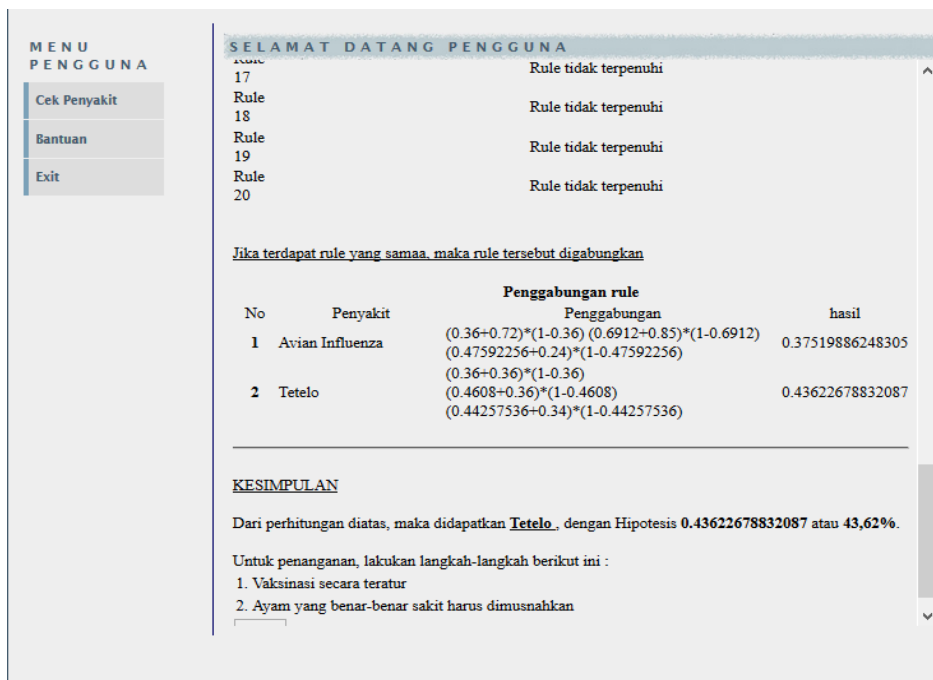 MENU
PENGGUNA
Cek Penyakit
Bantuan
Exit
SELAMAT DATANG PENGGUNA
Rule
17 Rule tidak terpenuhi
Rule
18 Rule tidak terpenuhi
Rule
19 Rule tidak terpenuhi
Rule
20 Rule tidak terpenuhi
Jika terdapat rule yang samaa, maka rule tersebut digabungkan
Penggabungan rule
No Penyakit Penggabungan hasil
1 Avian Influenza (0.36+0.72)*(1-0.36) (0.6912+0.85)*(1-0.6912)
(0.47592256+0.24)*(1-0.47592256) 0.37519886248305
2 Tetelo (0.36+0.36)*(1-0.36)
(0.4608+0.36)*(1-0.4608)
(0.44257536+0.34)*(1-0.44257536) 0.43622678832087
KESIMPULAN
Dari perhitungan diatas, maka didapatkan Tetelo , dengan Hipotesis 0.43622678832087 atau 43,62%.
Untuk penanganan, lakukan langkah-langkah berikut ini :
1. Vaksinasi secara teratur
2. Ayam yang benar-benar sakit harus dimusnahkan